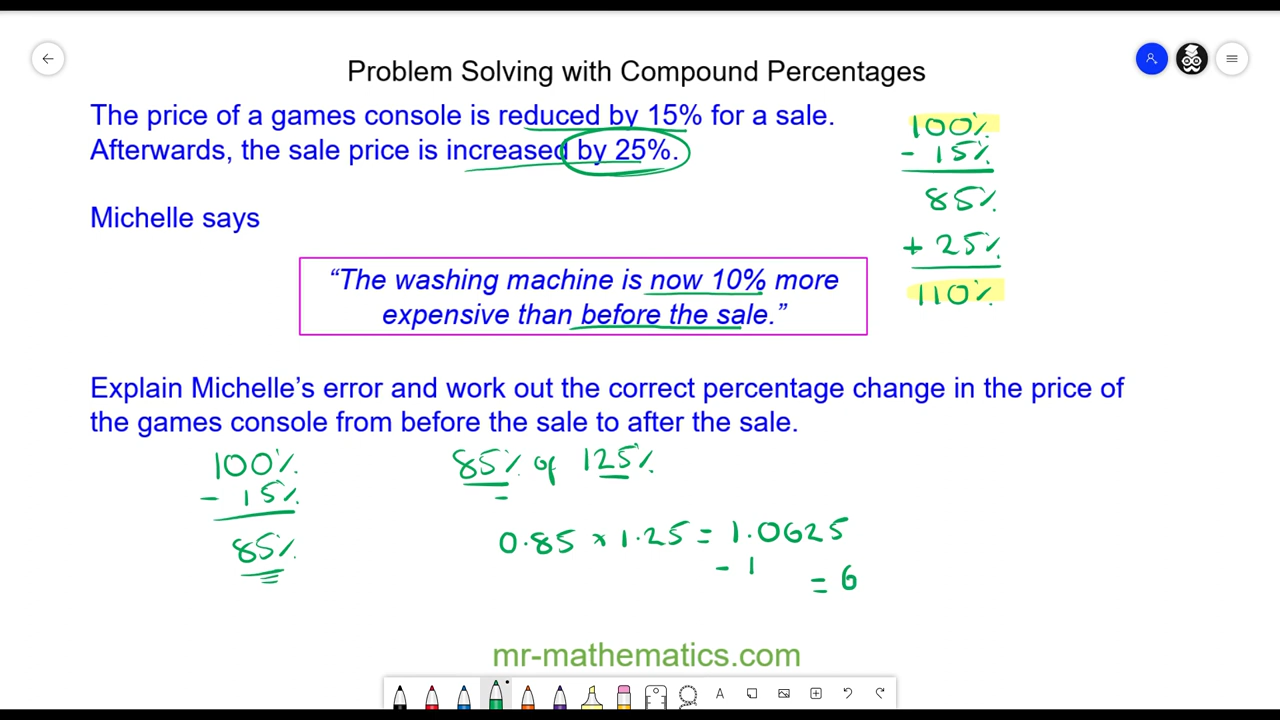 Problem Solving with Compound Percentages
The price of a games console is reduced by 15% for a sale.
Afterwards, the sale price is increased by 25%.
100%
- 15%
85%
+ 25%
110%
Michelle says
“The washing machine is now 10% more
expensive than before the sale.”
Explain Michelle’s error and work out the correct percentage change in the price of
the games console from before the sale to after the sale.
100%
- 15%
85%
85% of 125%
0.85 × 1.25 = 1.0625
- 1
= 6
mr-mathematics.com
A